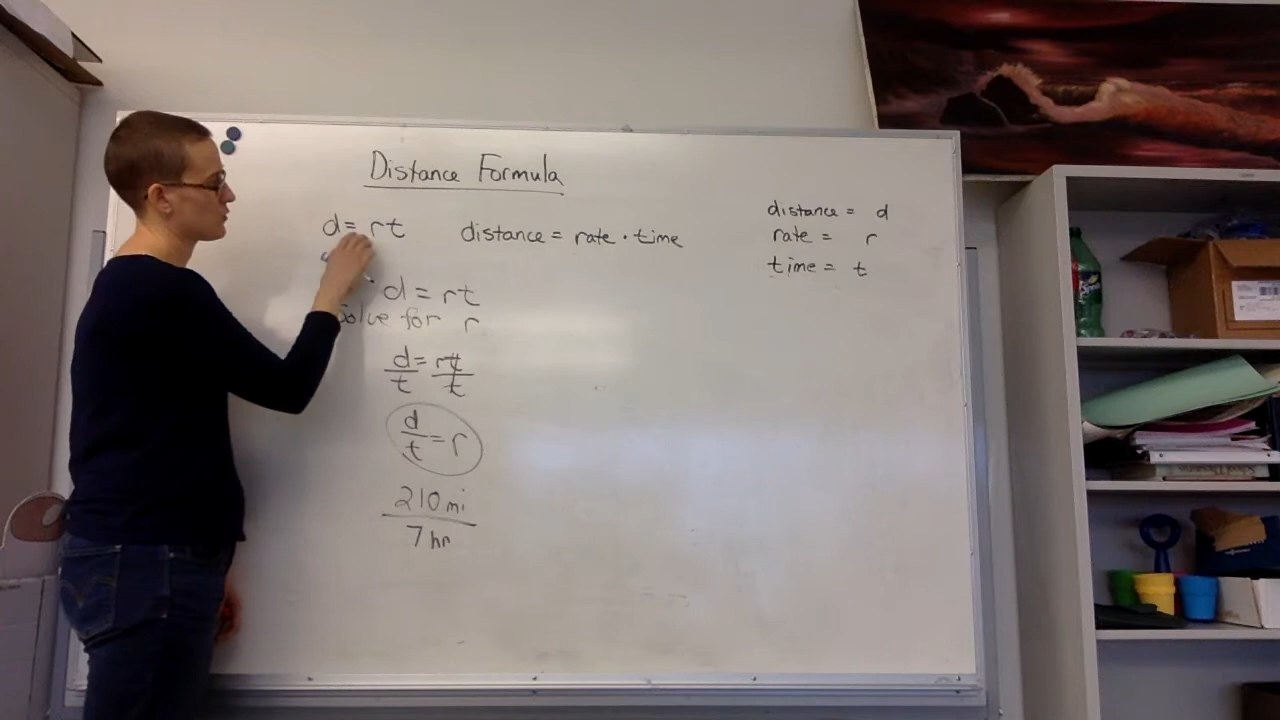 Distance Formula
d = rt distance = rate · time
distance = d
rate = r
time = t
d = rt
Solve for r
d/t = rt/t
d/t = r
210 mi
7 hr